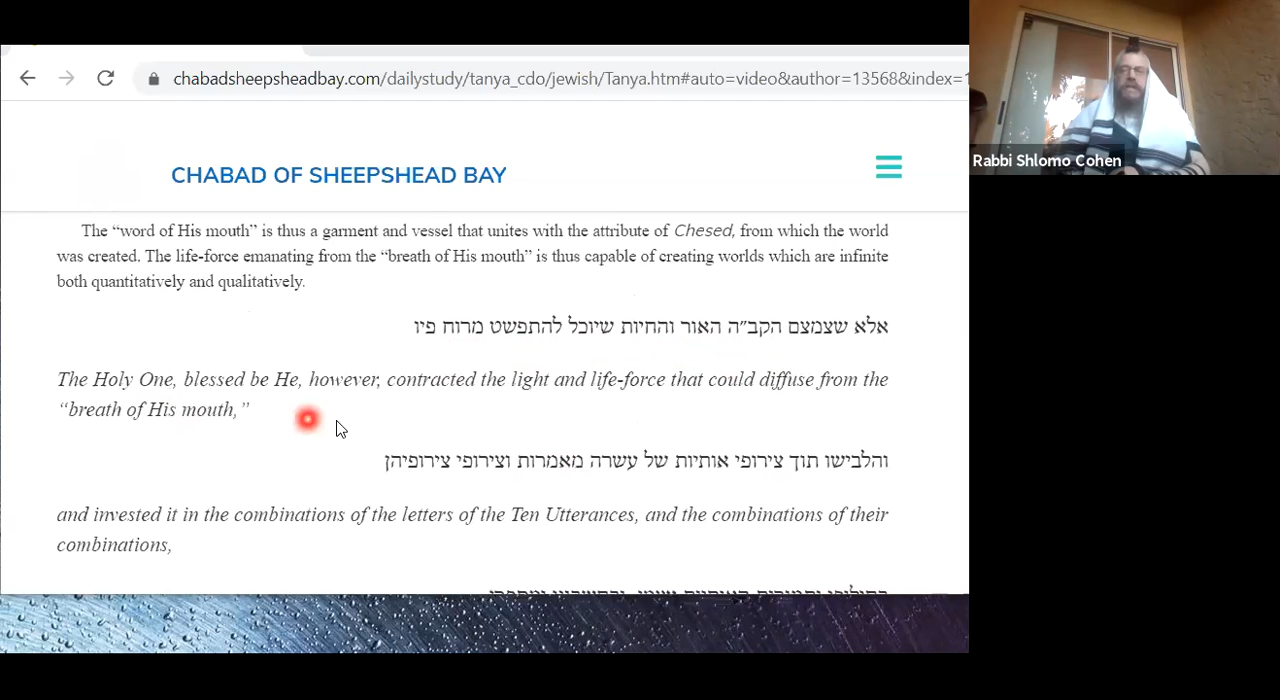 chabadsheepsheadbay.com/dailystudy/tanya_cdo/jewish/Tanya.htm#auto=video&author=13568&index=1
CHABAD OF SHEEPSHEAD BAY
Rabbi Shlomo Cohen
The “word of His mouth” is thus a garment and vessel that unites with the attribute of Chesed, from which the world
was created. The life-force emanating from the “breath of His mouth” is thus capable of creating worlds which are infinite
both quantitatively and qualitatively.
אלא שצמצם הקב״ה האור והחיות שיוכל להתפשט מרוח פיו
The Holy One, blessed be He, however, contracted the light and life-force that could diffuse from the
“breath of His mouth,”
והלבישו תוך צירופי אותיות של עשרה מאמרות וצירופי צירופיהן
and invested it in the combinations of the letters of the Ten Utterances, and the combinations of their
combinations,